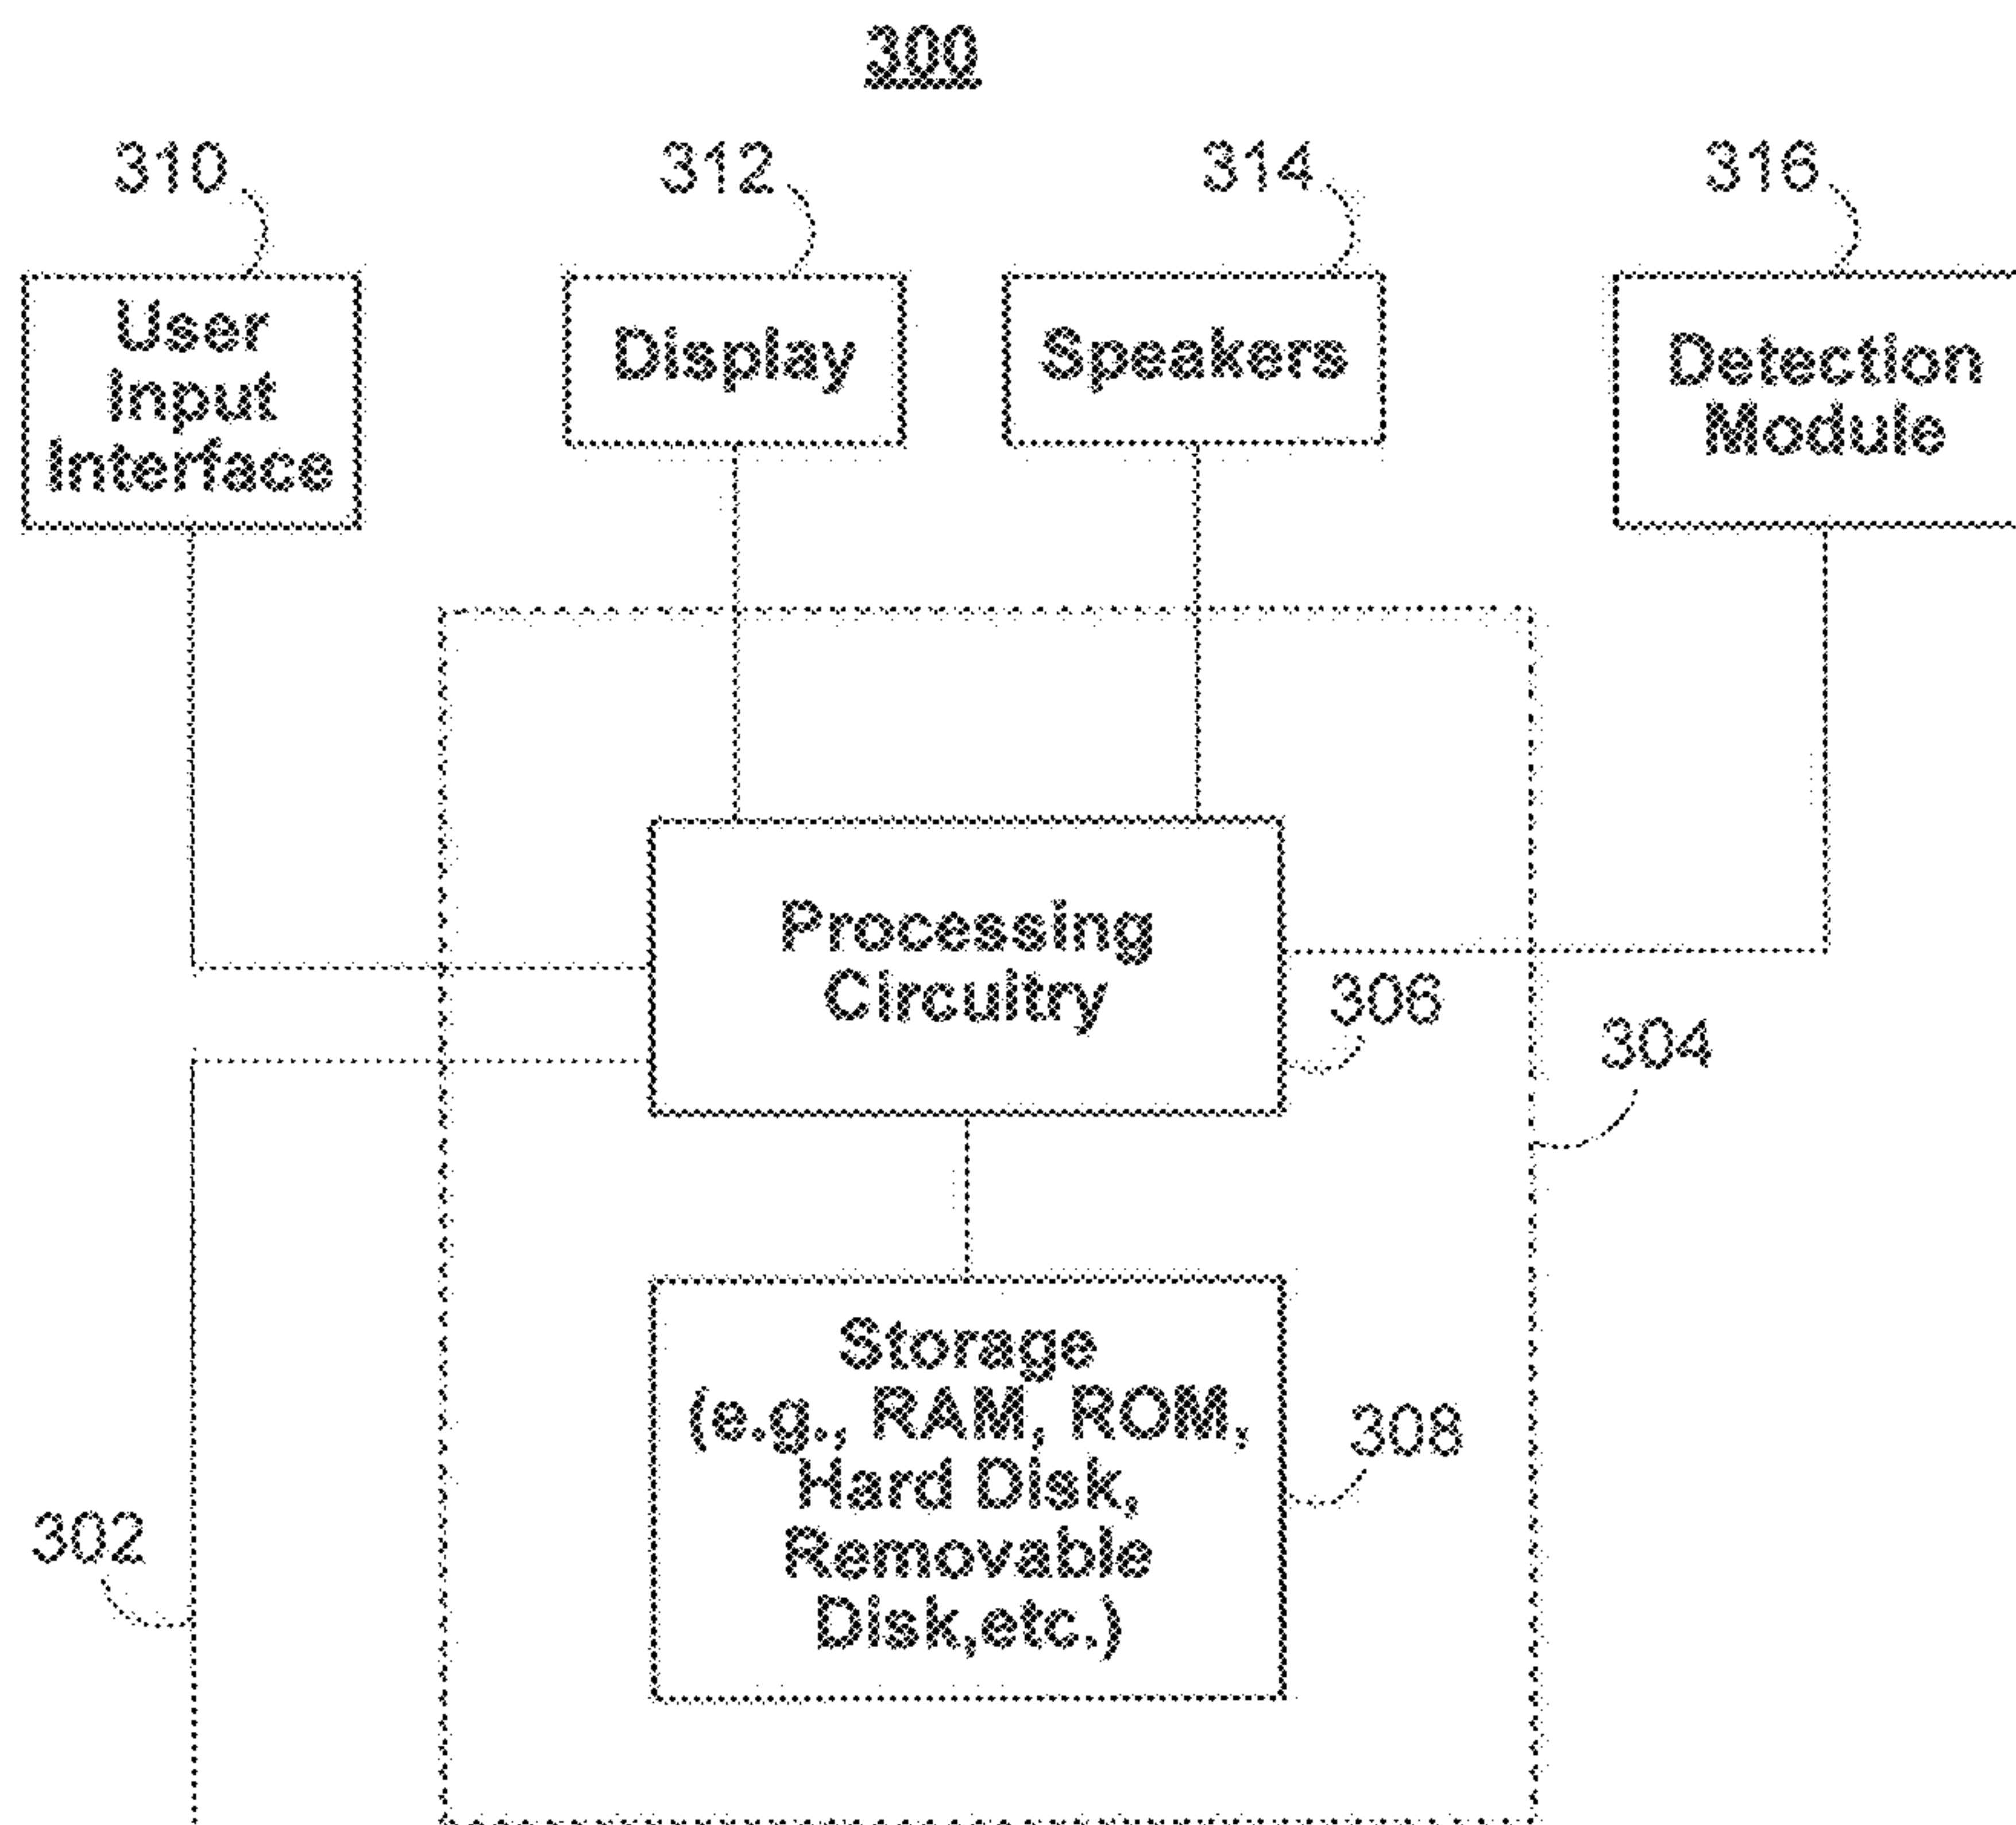 300
310
312
314
316
User
Input
Interface
Display
Speakers
Detection
Module
Processing
Circuitry
306
304
Storage
(e.g., RAM, ROM,
Hard Disk,
Removable
Disk,etc.)
308
302